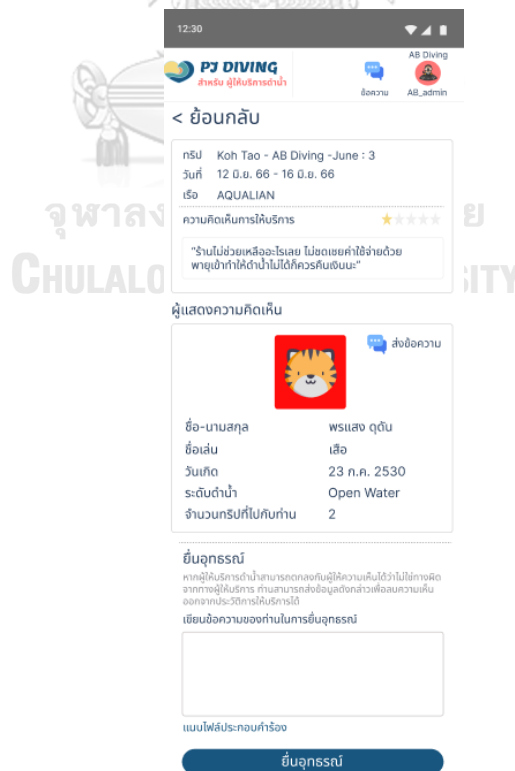 12:30
PJ DIVING
สำหรับ ผู้ให้บริการดำน้ำ
ข้อความ
AB Diving
AB_admin
< ย้อนกลับ
ทริป Koh Tao - AB Diving -June : 3
วันที่ 12 มิ.ย. 66 - 16 มิ.ย. 66
เรือ AQUALIAN
ความคิดเห็นการให้บริการ
"ร้านไม่ช่วยเหลืออะไรเลย ไม่ชดเชยค่าใช้จ่ายด้วย
พายุเข้าทำให้ดำน้ำไม่ได้ก็ควรคืนเงินนะ"
ผู้แสดงความคิดเห็น
ส่งข้อความ
ชื่อ-นามสกุล พรแสง ดุดัน
ชื่อเล่น เสือ
วันเกิด 23 ก.ค. 2530
ระดับดำน้ำ Open Water
จำนวนทริปที่ไปกับท่าน 2
ยื่นอุทธรณ์
หากผู้ให้บริการดำน้ำสามารถตกลงกับผู้ให้ความเห็นได้ว่าไม่ใช่ทางผิด
จากทางผู้ให้บริการ ท่านสามารถส่งข้อมูลดังกล่าวเพื่อลบความเห็น
ออกจากประวัติการให้บริการได้
เขียนข้อความของท่านในการยื่นอุทธรณ์
แนบไฟล์ประกอบคำร้อง
ยื่นอุทธรณ์